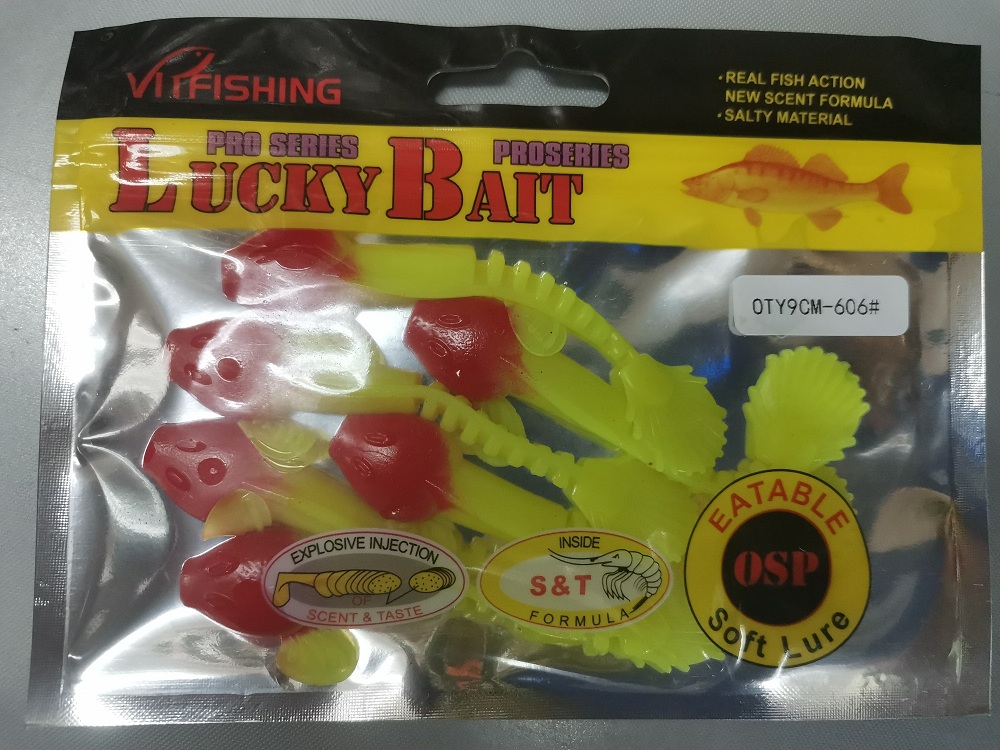 VITFISHING
·REAL FISH ACTION
NEW SCENT FORMULA
·SALTY MATERIAL
PRO SERIES PROSERIES
LUCKY BAIT
OTY9CM-606#
EATABLE
OSP
Soft Lure
EXPLOSIVE INJECTION
OF
SCENT & TASTE
INSIDE
S&T
FORMULA